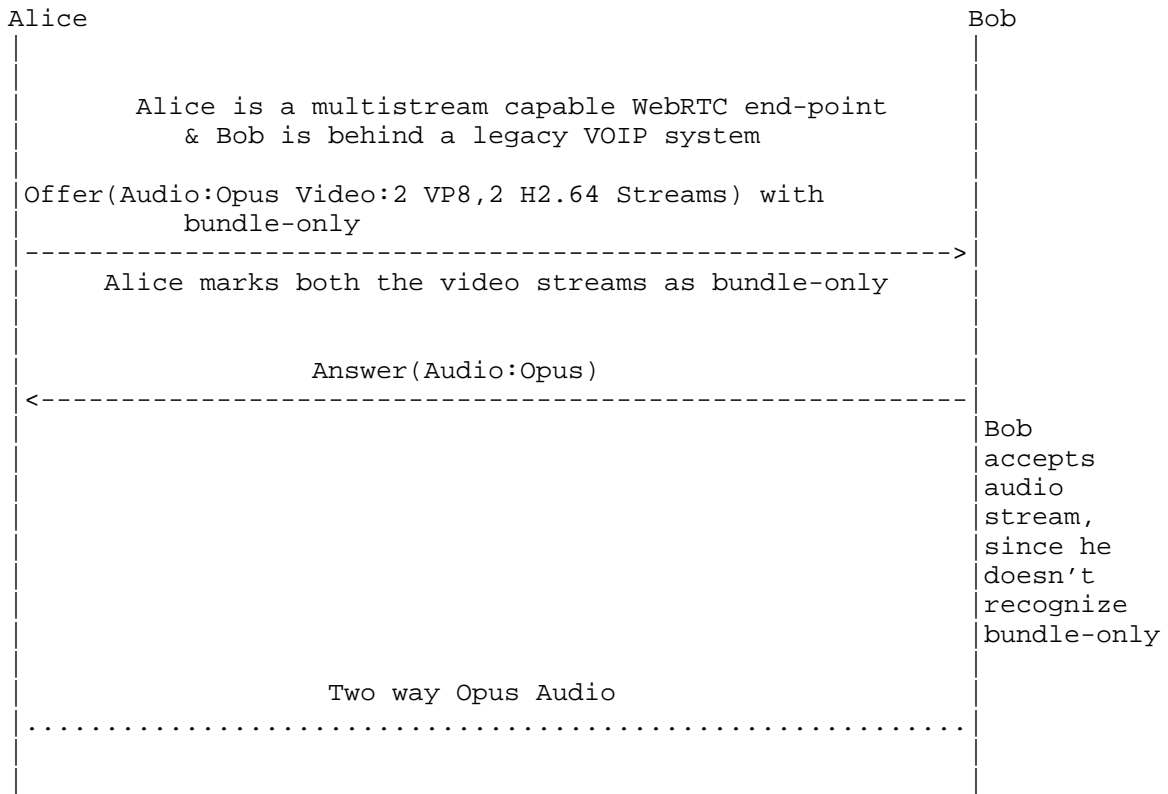 Alice Bob
Alice is a multistream capable WebRTC end-point
& Bob is behind a legacy VOIP system
Offer(Audio:Opus Video:2 VP8,2 H2.64 Streams) with
bundle-only
Alice marks both the video streams as bundle-only
Answer(Audio:Opus)
Bob
accepts
audio
stream,
since he
doesn't
recognize
bundle-only
Two way Opus Audio